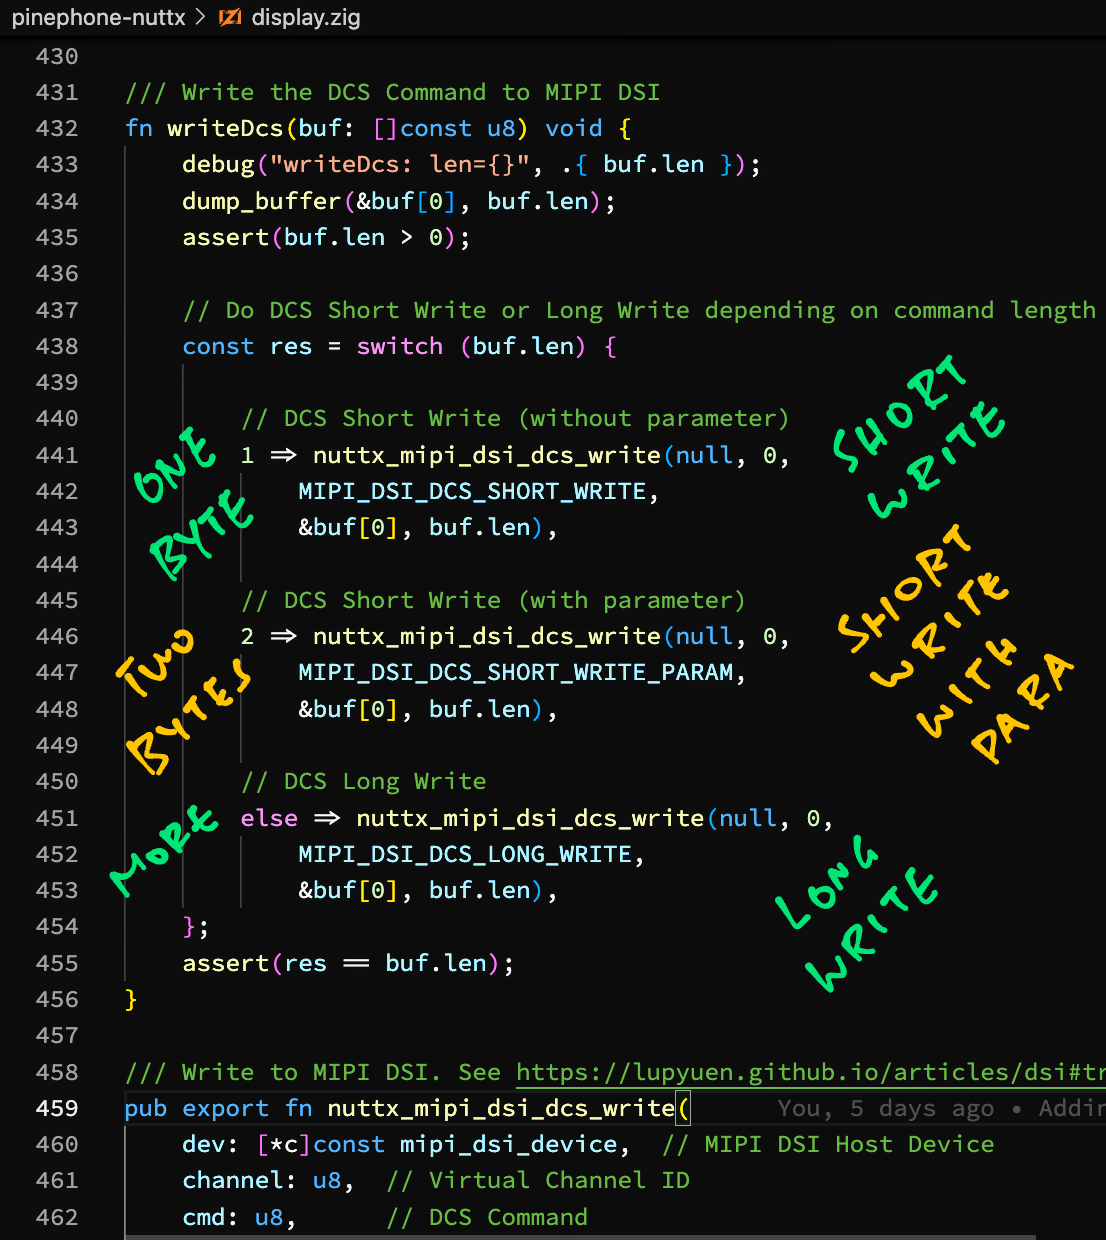 pinephone-nuttx > display.zig
430
431 /// Write the DCS Command to MIPI DSI
432 fn writeDcs(buf: []const u8) void {
433 debug("writeDcs: len={}", .{ buf.len });
434 dump_buffer(&buf[0], buf.len);
435 assert(buf.len > 0);
436
437 // Do DCS Short Write or Long Write depending on command length
438 const res = switch (buf.len) {
439
440 // DCS Short Write (without parameter)
441 1 => nuttx_mipi_dsi_dcs_write(null, 0,
442 MIPI_DSI_DCS_SHORT_WRITE,
443 &buf[0], buf.len),
444
445 // DCS Short Write (with parameter)
446 2 => nuttx_mipi_dsi_dcs_write(null, 0,
447 MIPI_DSI_DCS_SHORT_WRITE_PARAM,
448 &buf[0], buf.len),
449
450 // DCS Long Write
451 else => nuttx_mipi_dsi_dcs_write(null, 0,
452 MIPI_DSI_DCS_LONG_WRITE,
453 &buf[0], buf.len),
454 };
455 assert(res == buf.len);
456 }
457
458 /// Write to MIPI DSI. See https://lupyuen.github.io/articles/dsi#tr
459 pub export fn nuttx_mipi_dsi_dcs_write( You, 5 days ago • Addin
460 dev: [*c]const mipi_dsi_device, // MIPI DSI Host Device
461 channel: u8, // Virtual Channel ID
462 cmd: u8, // DCS Command
ONE
BYTE
SHORT
WRITE
TWO
BYTES
SHORT
WRITE
WITH
PARA
MORE
LONG
WRITE